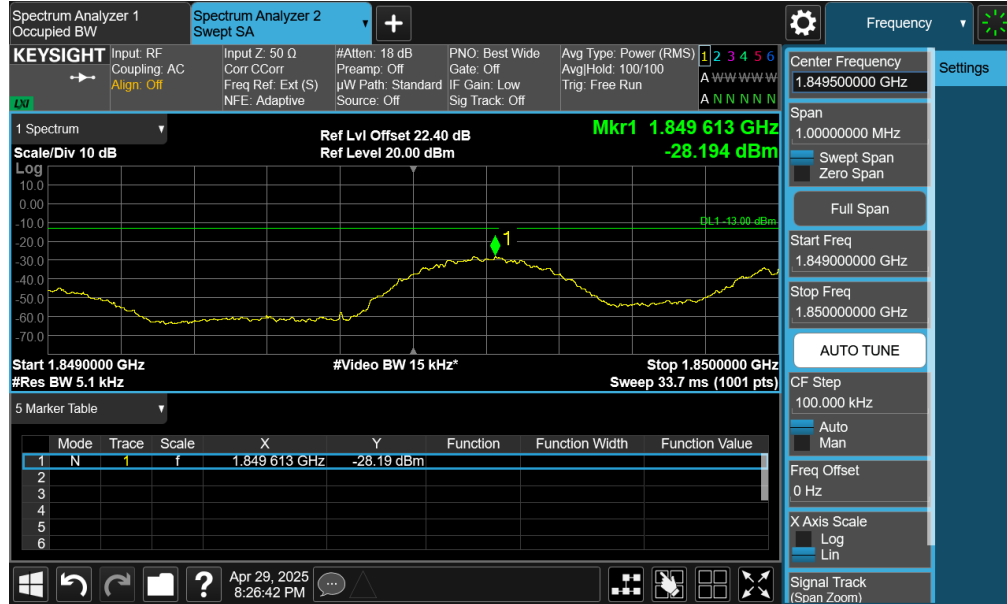 Spectrum Analyzer 1
Occupied BW
Spectrum Analyzer 2
Swept SA
Frequency
KEYSIGHT
Input: RF
Coupling: AC
Align: Off
Input Z: 50 Ω
Corr CCorr
Freq Ref: Ext (S)
NFE: Adaptive
#Atten: 18 dB
Preamp: Off
µW Path: Standard
Source: Off
PNO: Best Wide
Gate: Off
IF Gain: Low
Sig Track: Off
Avg Type: Power (RMS)
Avg|Hold: 100/100
Trig: Free Run
1 2 3 4 5 6
A W W W W W
A N N N N N
LXI
1 Spectrum
Scale/Div 10 dB
Ref Lvl Offset 22.40 dB
Ref Level 20.00 dBm
Mkr1 1.849 613 GHz
-28.194 dBm
Log
10.0
0.00
-10.0
-20.0
-30.0
-40.0
-50.0
-60.0
-70.0
DL1 -13.00 dBm
1
Start 1.8490000 GHz
#Res BW 5.1 kHz
#Video BW 15 kHz*
Stop 1.8500000 GHz
Sweep 33.7 ms (1001 pts)
5 Marker Table
Mode Trace Scale X Y Function Function Width Function Value
1 N 1 f 1.849 613 GHz -28.19 dBm
2
3
4
5
6
Center Frequency
1.849500000 GHz
Span
1.00000000 MHz
Swept Span
Zero Span
Full Span
Start Freq
1.849000000 GHz
Stop Freq
1.850000000 GHz
AUTO TUNE
CF Step
100.000 kHz
Auto
Man
Freq Offset
0 Hz
X Axis Scale
Log
Lin
Signal Track
(Span Zoom)
Settings
?
Apr 29, 2025
8:26:42 PM